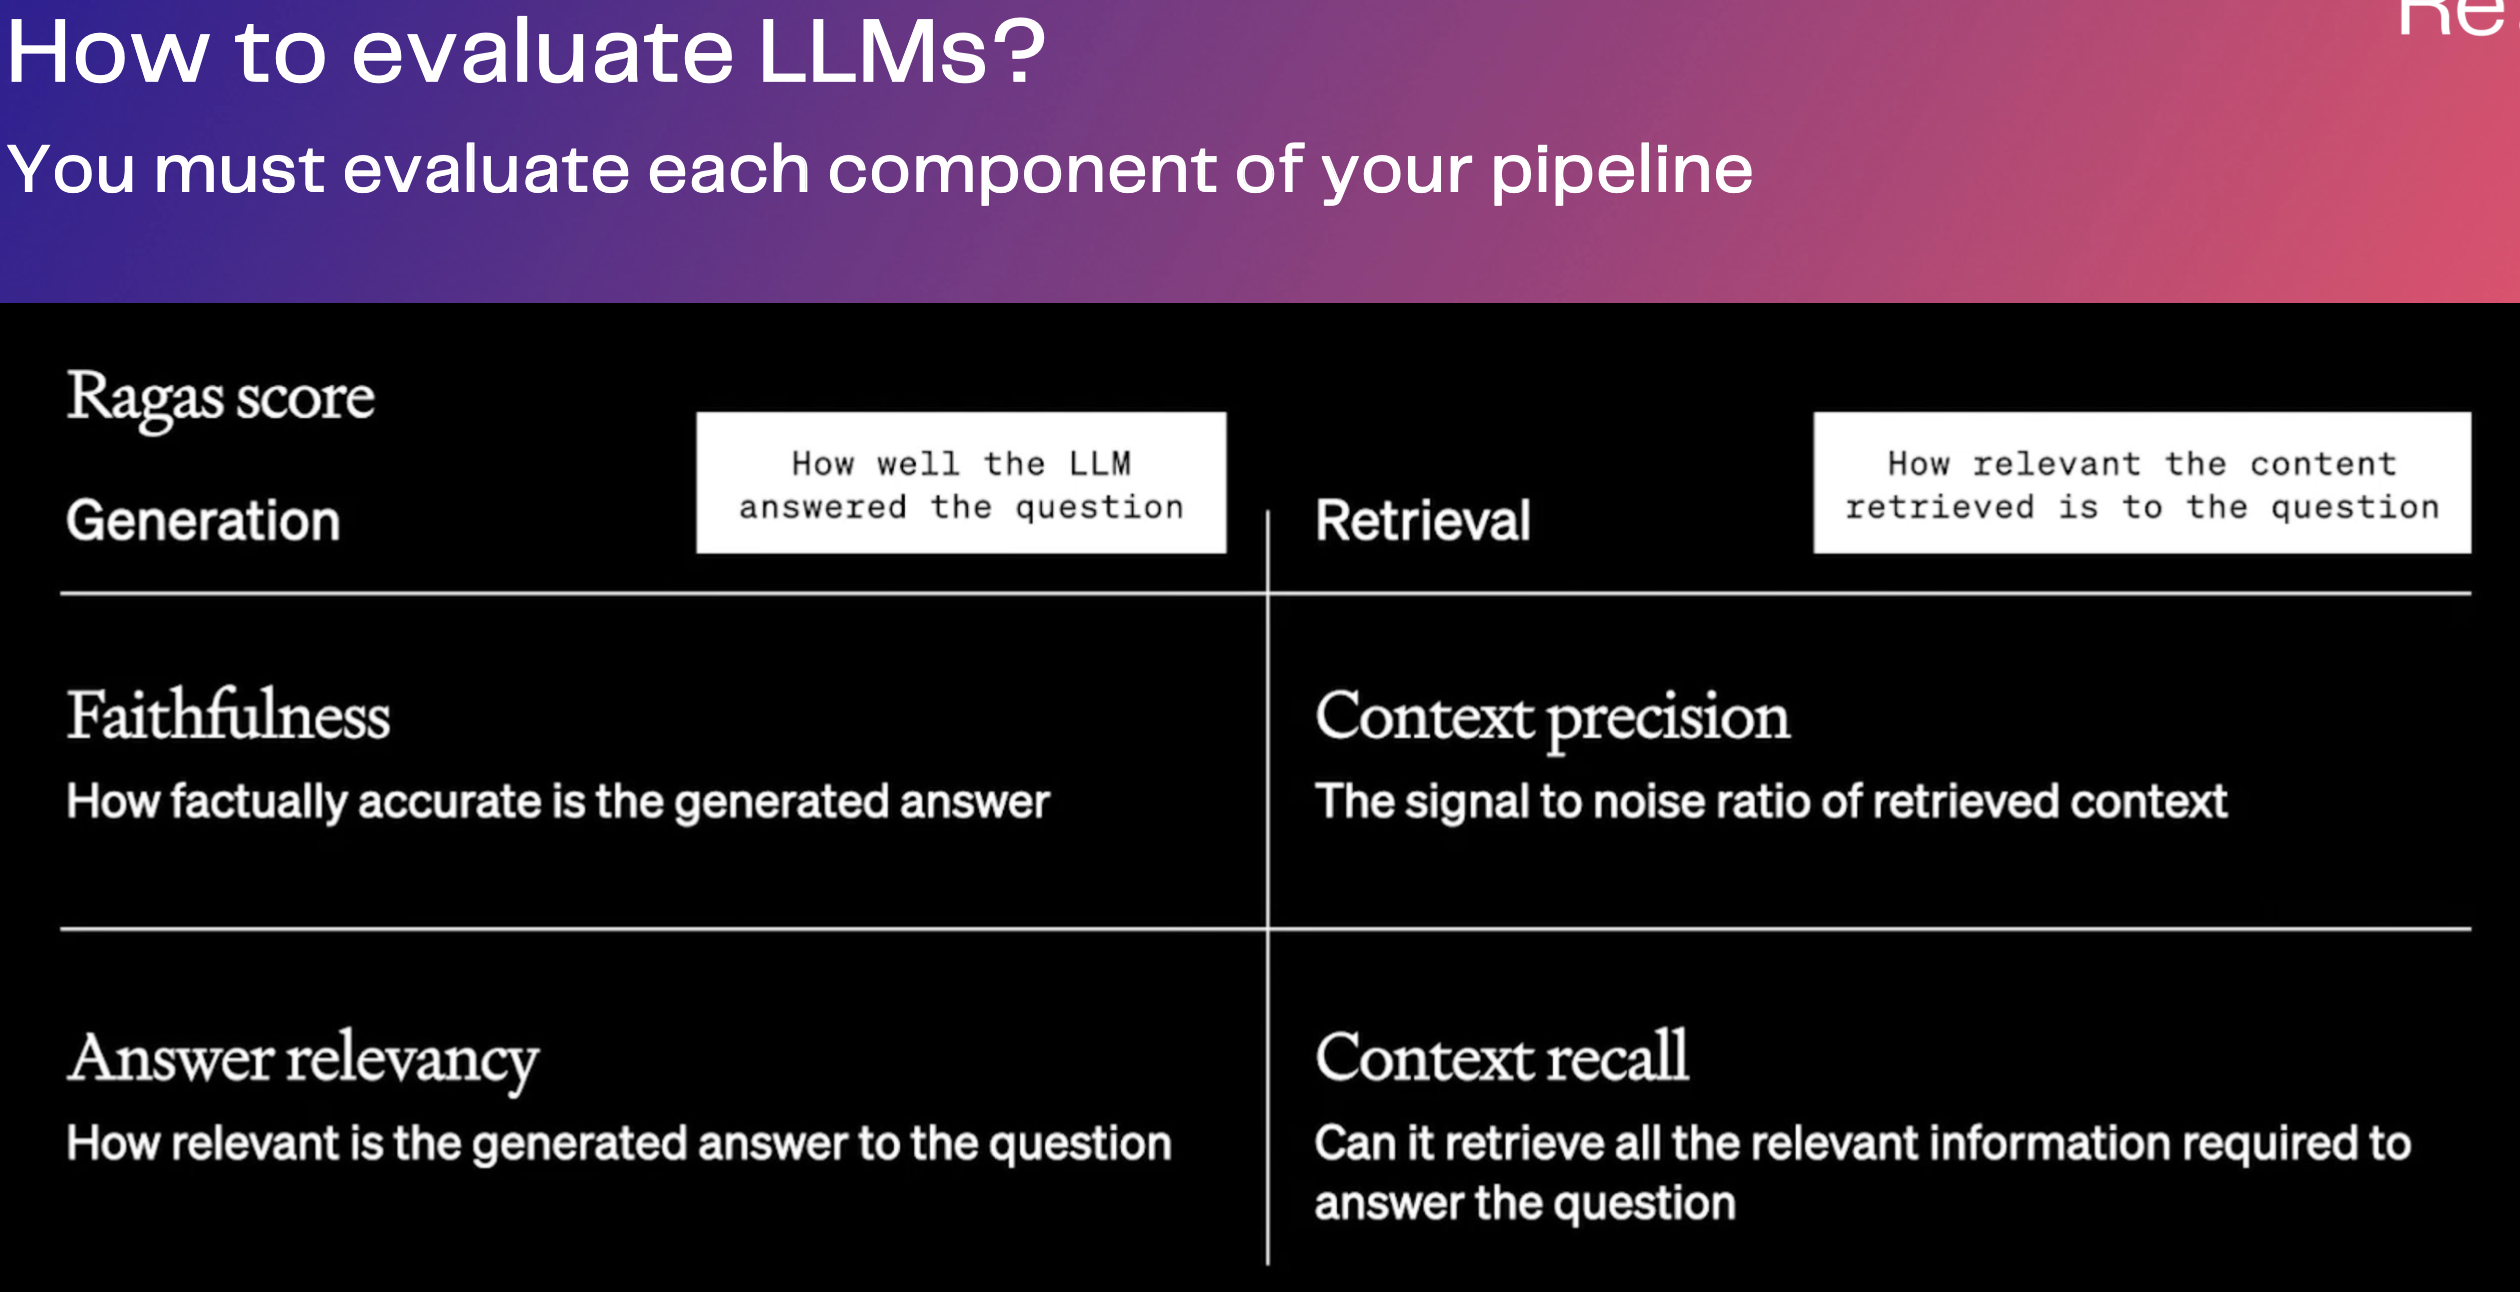 How to evaluate LLMs?
You must evaluate each component of your pipeline
Ragas score
Generation
How well the LLM
answered the question
Retrieval
How relevant the content
retrieved is to the question
Faithfulness
How factually accurate is the generated answer
Context precision
The signal to noise ratio of retrieved context
Answer relevancy
How relevant is the generated answer to the question
Context recall
Can it retrieve all the relevant information required to
answer the question